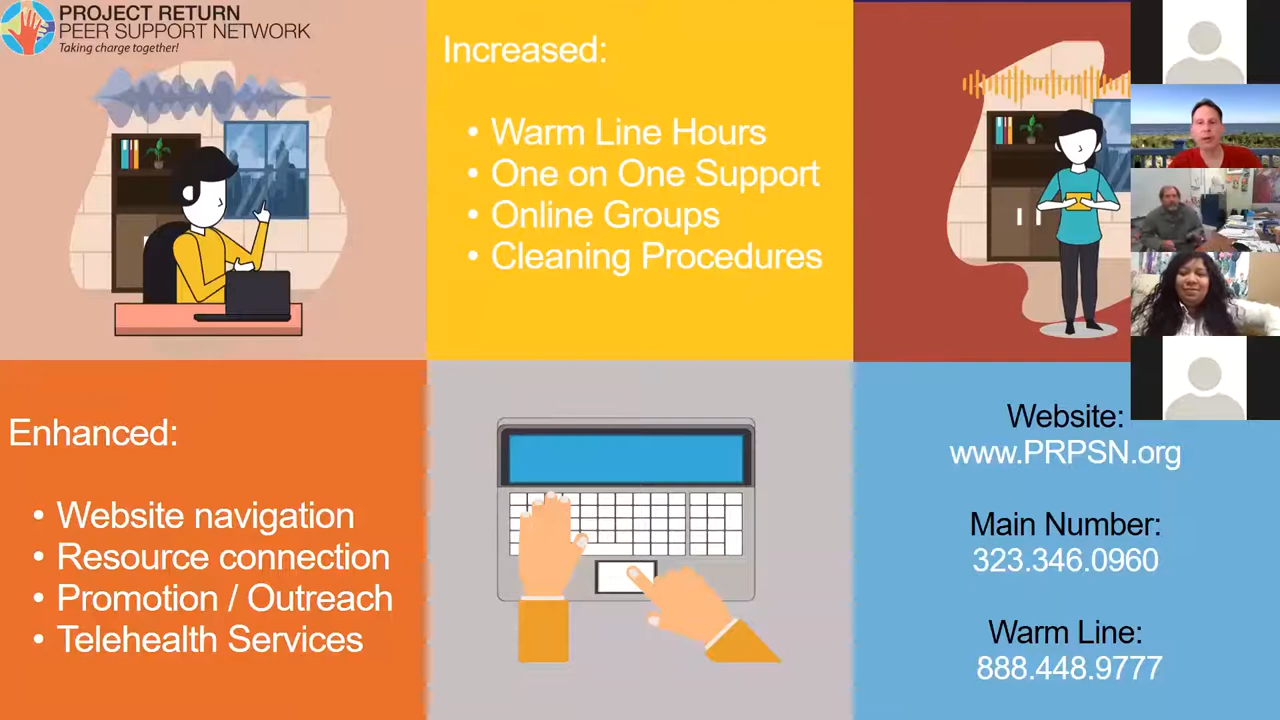 PROJECT RETURN
PEER SUPPORT NETWORK
Taking charge together!
Increased:
• Warm Line Hours
• One on One Support
• Online Groups
• Cleaning Procedures
Enhanced:
• Website navigation
• Resource connection
• Promotion / Outreach
• Telehealth Services
Website:
www.PRPSN.org
Main Number:
323.346.0960
Warm Line:
888.448.9777